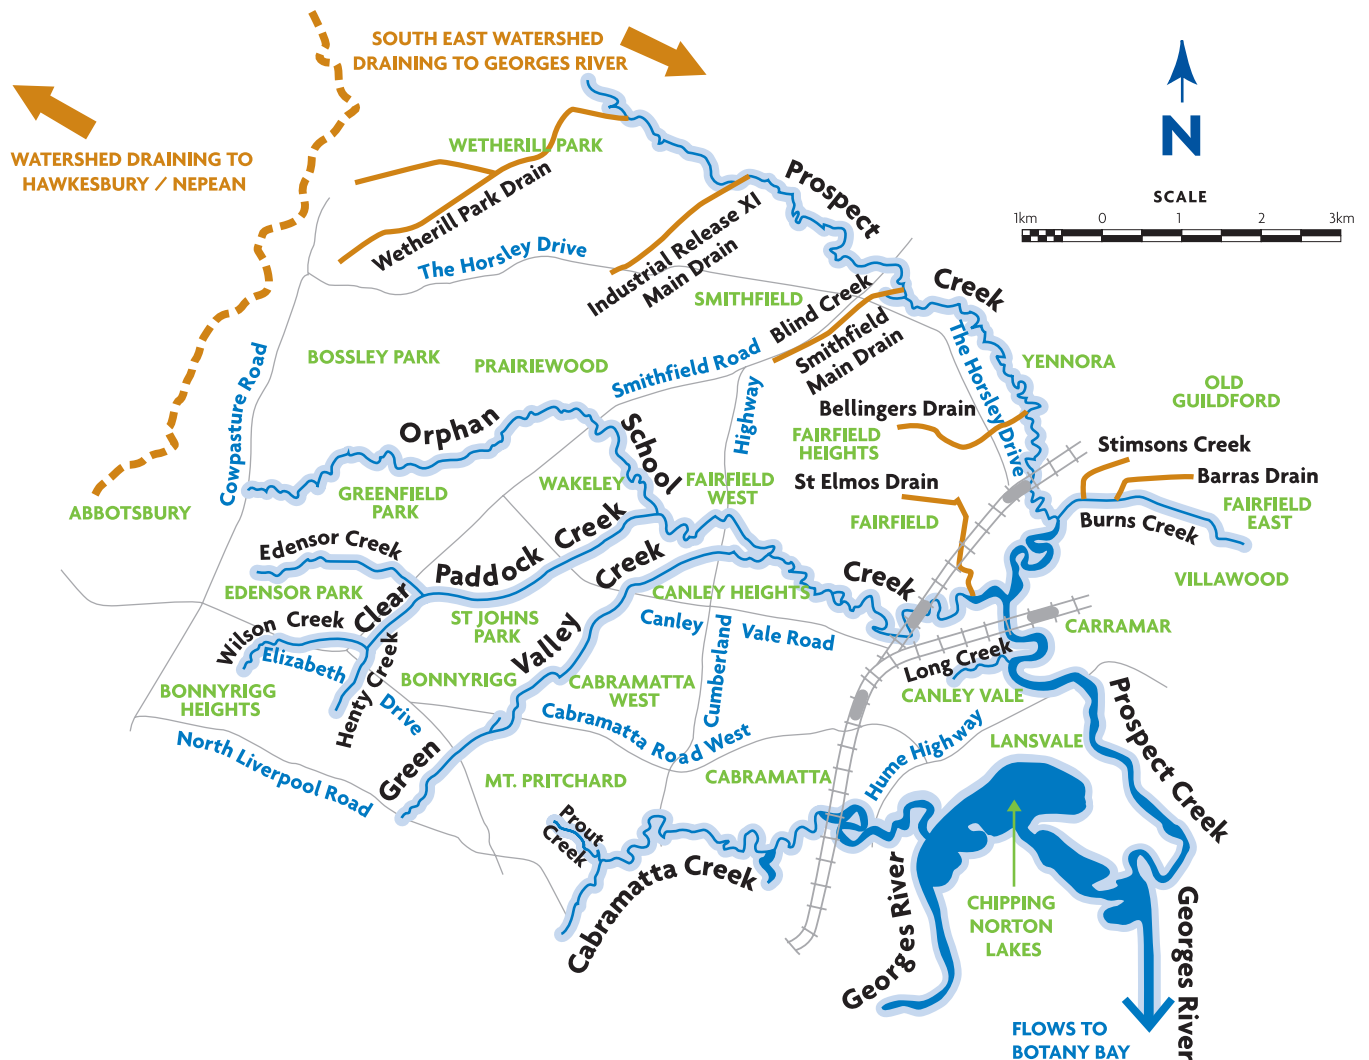 SOUTH EAST WATERSHED
DRAINING TO GEORGES RIVER
WATERSHED DRAINING TO
HAWKESBURY / NEPEAN
N
SCALE
1km 0 1 2 3km
WETHERILL PARK
Wetherill Park Drain
The Horsley Drive
Industrial Release XI
Main Drain
Prospect
Creek
SMITHFIELD
Blind Creek
Smithfield
Main Drain
The Horsley Drive
YENNORA
OLD
GUILDFORD
BOSSLEY PARK
PRAIRIEWOOD
Smithfield Road
Cowpasture Road
Highway
Bellingers Drain
FAIRFIELD
HEIGHTS
Stimsons Creek
Barras Drain
Orphan
School
Creek
ABBOTSBURY
GREENFIELD
PARK
WAKELEY
FAIRFIELD
WEST
St Elmos Drain
FAIRFIELD
Burns Creek
FAIRFIELD
EAST
VILLAWOOD
Edensor Creek
EDENSOR PARK
Clear
Paddock Creek
Wilson Creek
Elizabeth
Drive
Henty Creek
BONNYRIGG
HEIGHTS
ST JOHNS
PARK
BONNYRIGG
Green
Valley
Creek
CANLEY HEIGHTS
Canley
Vale Road
Cumberland
CABRAMATTA
WEST
Cabramatta Road West
CARRAMAR
Long Creek
CANLEY VALE
Prospect Creek
North Liverpool Road
MT. PRITCHARD
CABRAMATTA
Hume Highway
LANSVALE
Prout
Creek
Cabramatta Creek
Georges River
CHIPPING
NORTON
LAKES
Georges River
FLOWS TO
BOTANY BAY